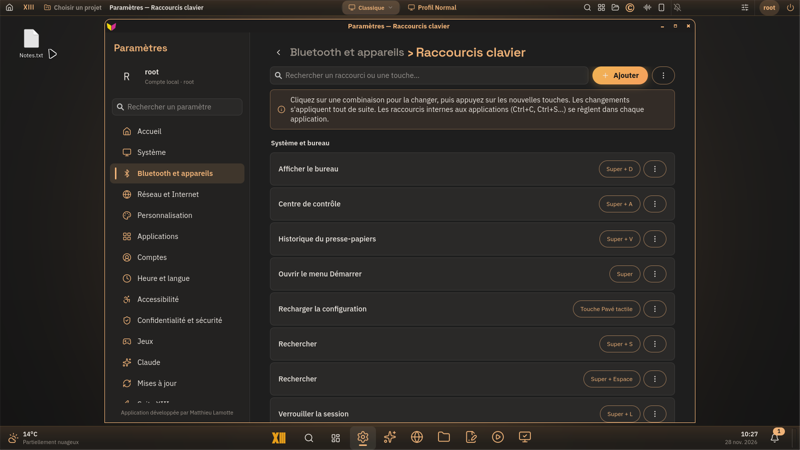 XIII
Choisir un projet
Paramètres — Raccourcis clavier
Classique
Profil Normal
root
Notes.txt
Paramètres — Raccourcis clavier
Paramètres
R
root
Compte local · root
Rechercher un paramètre
Accueil
Système
Bluetooth et appareils
Réseau et Internet
Personnalisation
Applications
Comptes
Heure et langue
Accessibilité
Confidentialité et sécurité
Jeux
Claude
Mises à jour
Application développée par Matthieu Lamotte
Bluetooth et appareils > Raccourcis clavier
Rechercher un raccourci ou une touche...
+ Ajouter
Cliquez sur une combinaison pour la changer, puis appuyez sur les nouvelles touches. Les changements
s'appliquent tout de suite. Les raccourcis internes aux applications (Ctrl+C, Ctrl+S...) se règlent dans chaque
application.
Système et bureau
Afficher le bureau
Super + D
Centre de contrôle
Super + A
Historique du presse-papiers
Super + V
Ouvrir le menu Démarrer
Super
Recharger la configuration
Touche Pavé tactile
Rechercher
Super + S
Rechercher
Super + Espace
Verrouiller la session
Super + L
14°C
Partiellement nuageux
XIII
10:27
28 nov. 2026
1